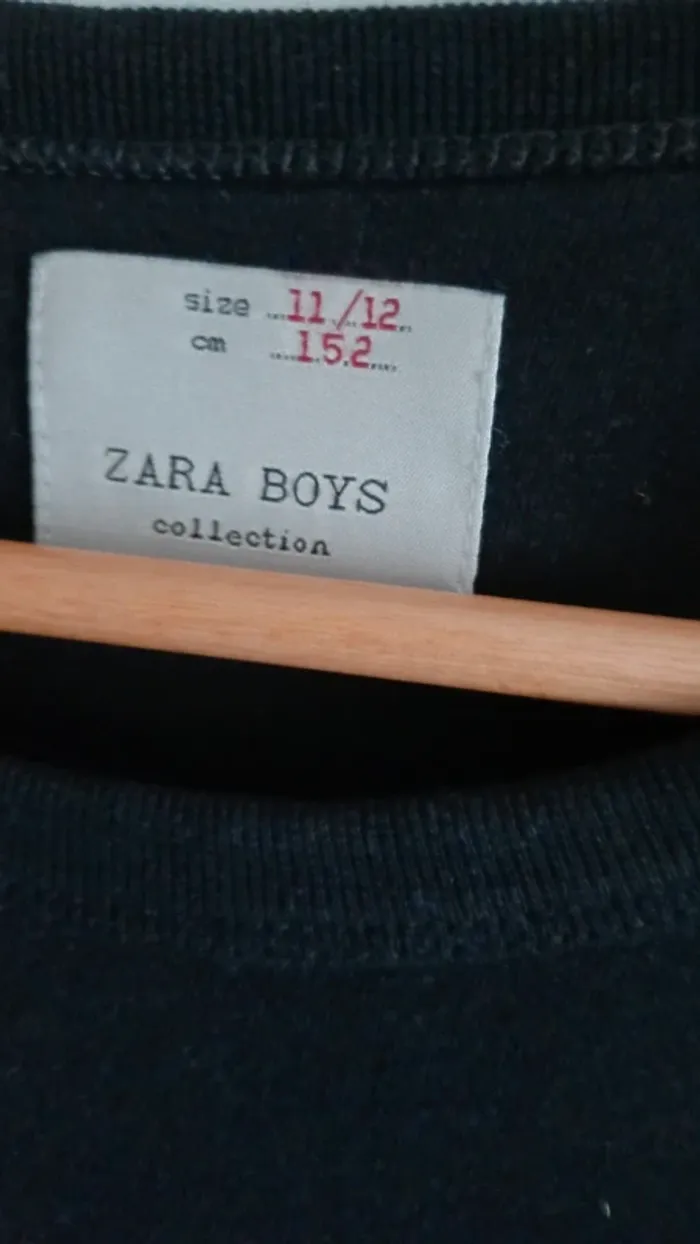 size 11/12
cm 152
ZARA BOYS
collection